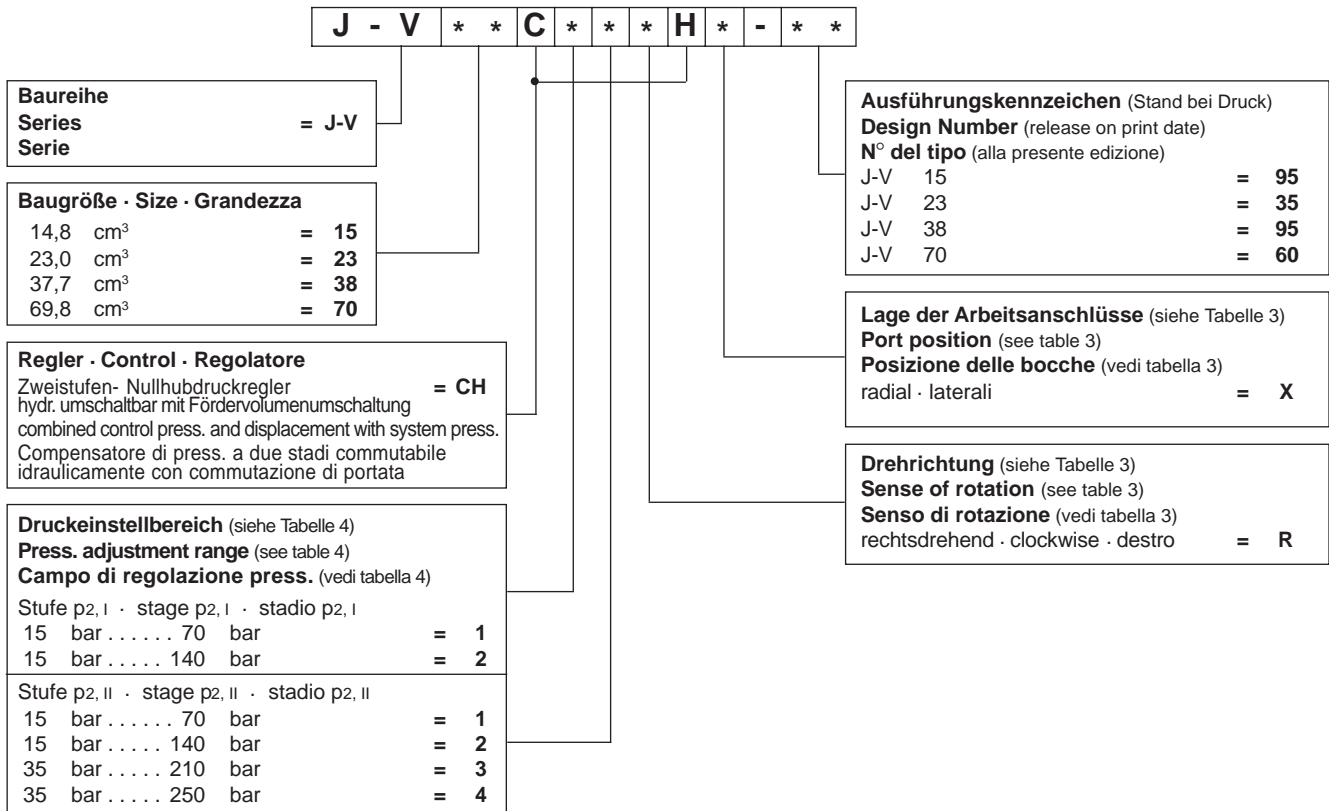 J - V * * C * * * H * - * *
Baureihe
Series = J-V
Serie
Baugröße · Size · Grandezza
14,8 cm³ = 15
23,0 cm³ = 23
37,7 cm³ = 38
69,8 cm³ = 70
Regler · Control · Regolatore
Zweistufen- Nullhubdruckregler = CH
hydr. umschaltbar mit Fördervolumenumschaltung
combined control press. and displacement with system press.
Compensatore di press. a due stadi commutabile
idraulicamente con commutazione di portata
Druckeinstellbereich (siehe Tabelle 4)
Press. adjustment range (see table 4)
Campo di regolazione press. (vedi tabella 4)
Stufe p2, I · stage p2, I · stadio p2, I
15 bar . . . . . . 70 bar = 1
15 bar . . . . . 140 bar = 2
Stufe p2, II · stage p2, II · stadio p2, II
15 bar . . . . . . 70 bar = 1
15 bar . . . . . 140 bar = 2
35 bar . . . . . 210 bar = 3
35 bar . . . . . 250 bar = 4
Ausführungskennzeichen (Stand bei Druck)
Design Number (release on print date)
N° del tipo (alla presente edizione)
J-V 15 = 95
J-V 23 = 35
J-V 38 = 95
J-V 70 = 60
Lage der Arbeitsanschlüsse (siehe Tabelle 3)
Port position (see table 3)
Posizione delle bocche (vedi tabella 3)
radial · laterali = X
Drehrichtung (siehe Tabelle 3)
Sense of rotation (see table 3)
Senso di rotazione (vedi tabella 3)
rechtsdrehend · clockwise · destro = R